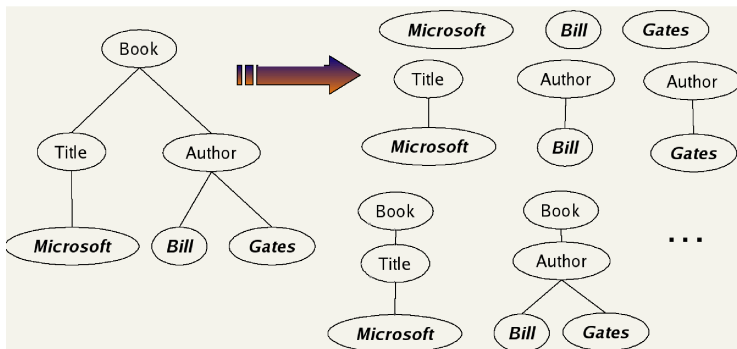 Book
Title Author
Microsoft Bill Gates
Microsoft Bill Gates
Title Author Author
Microsoft Bill Gates
Book Book
Title Author
Microsoft Bill Gates
...